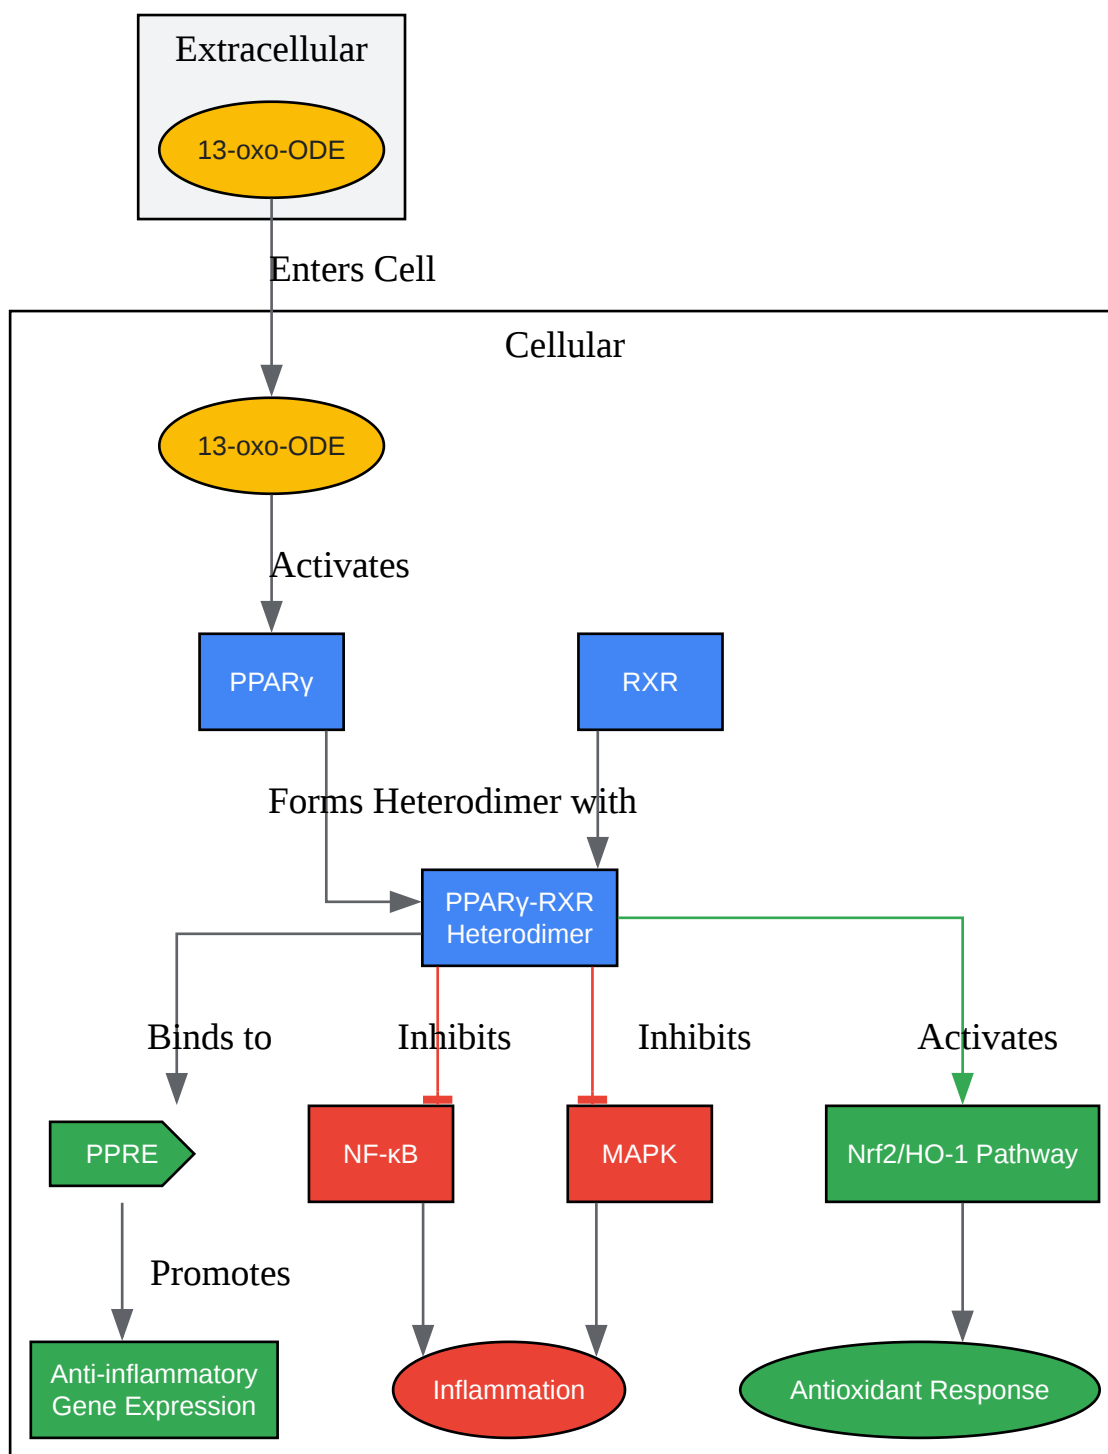 Extracellular
13-oxo-ODE
Enters Cell
Cellular
13-oxo-ODE
Activates
PPARγ
RXR
Forms Heterodimer with
PPARγ-RXR
Heterodimer
Binds to
Inhibits
Inhibits
Activates
PPRE
NF-κB
MAPK
Nrf2/HO-1 Pathway
Promotes
Anti-inflammatory
Gene Expression
Inflammation
Antioxidant Response